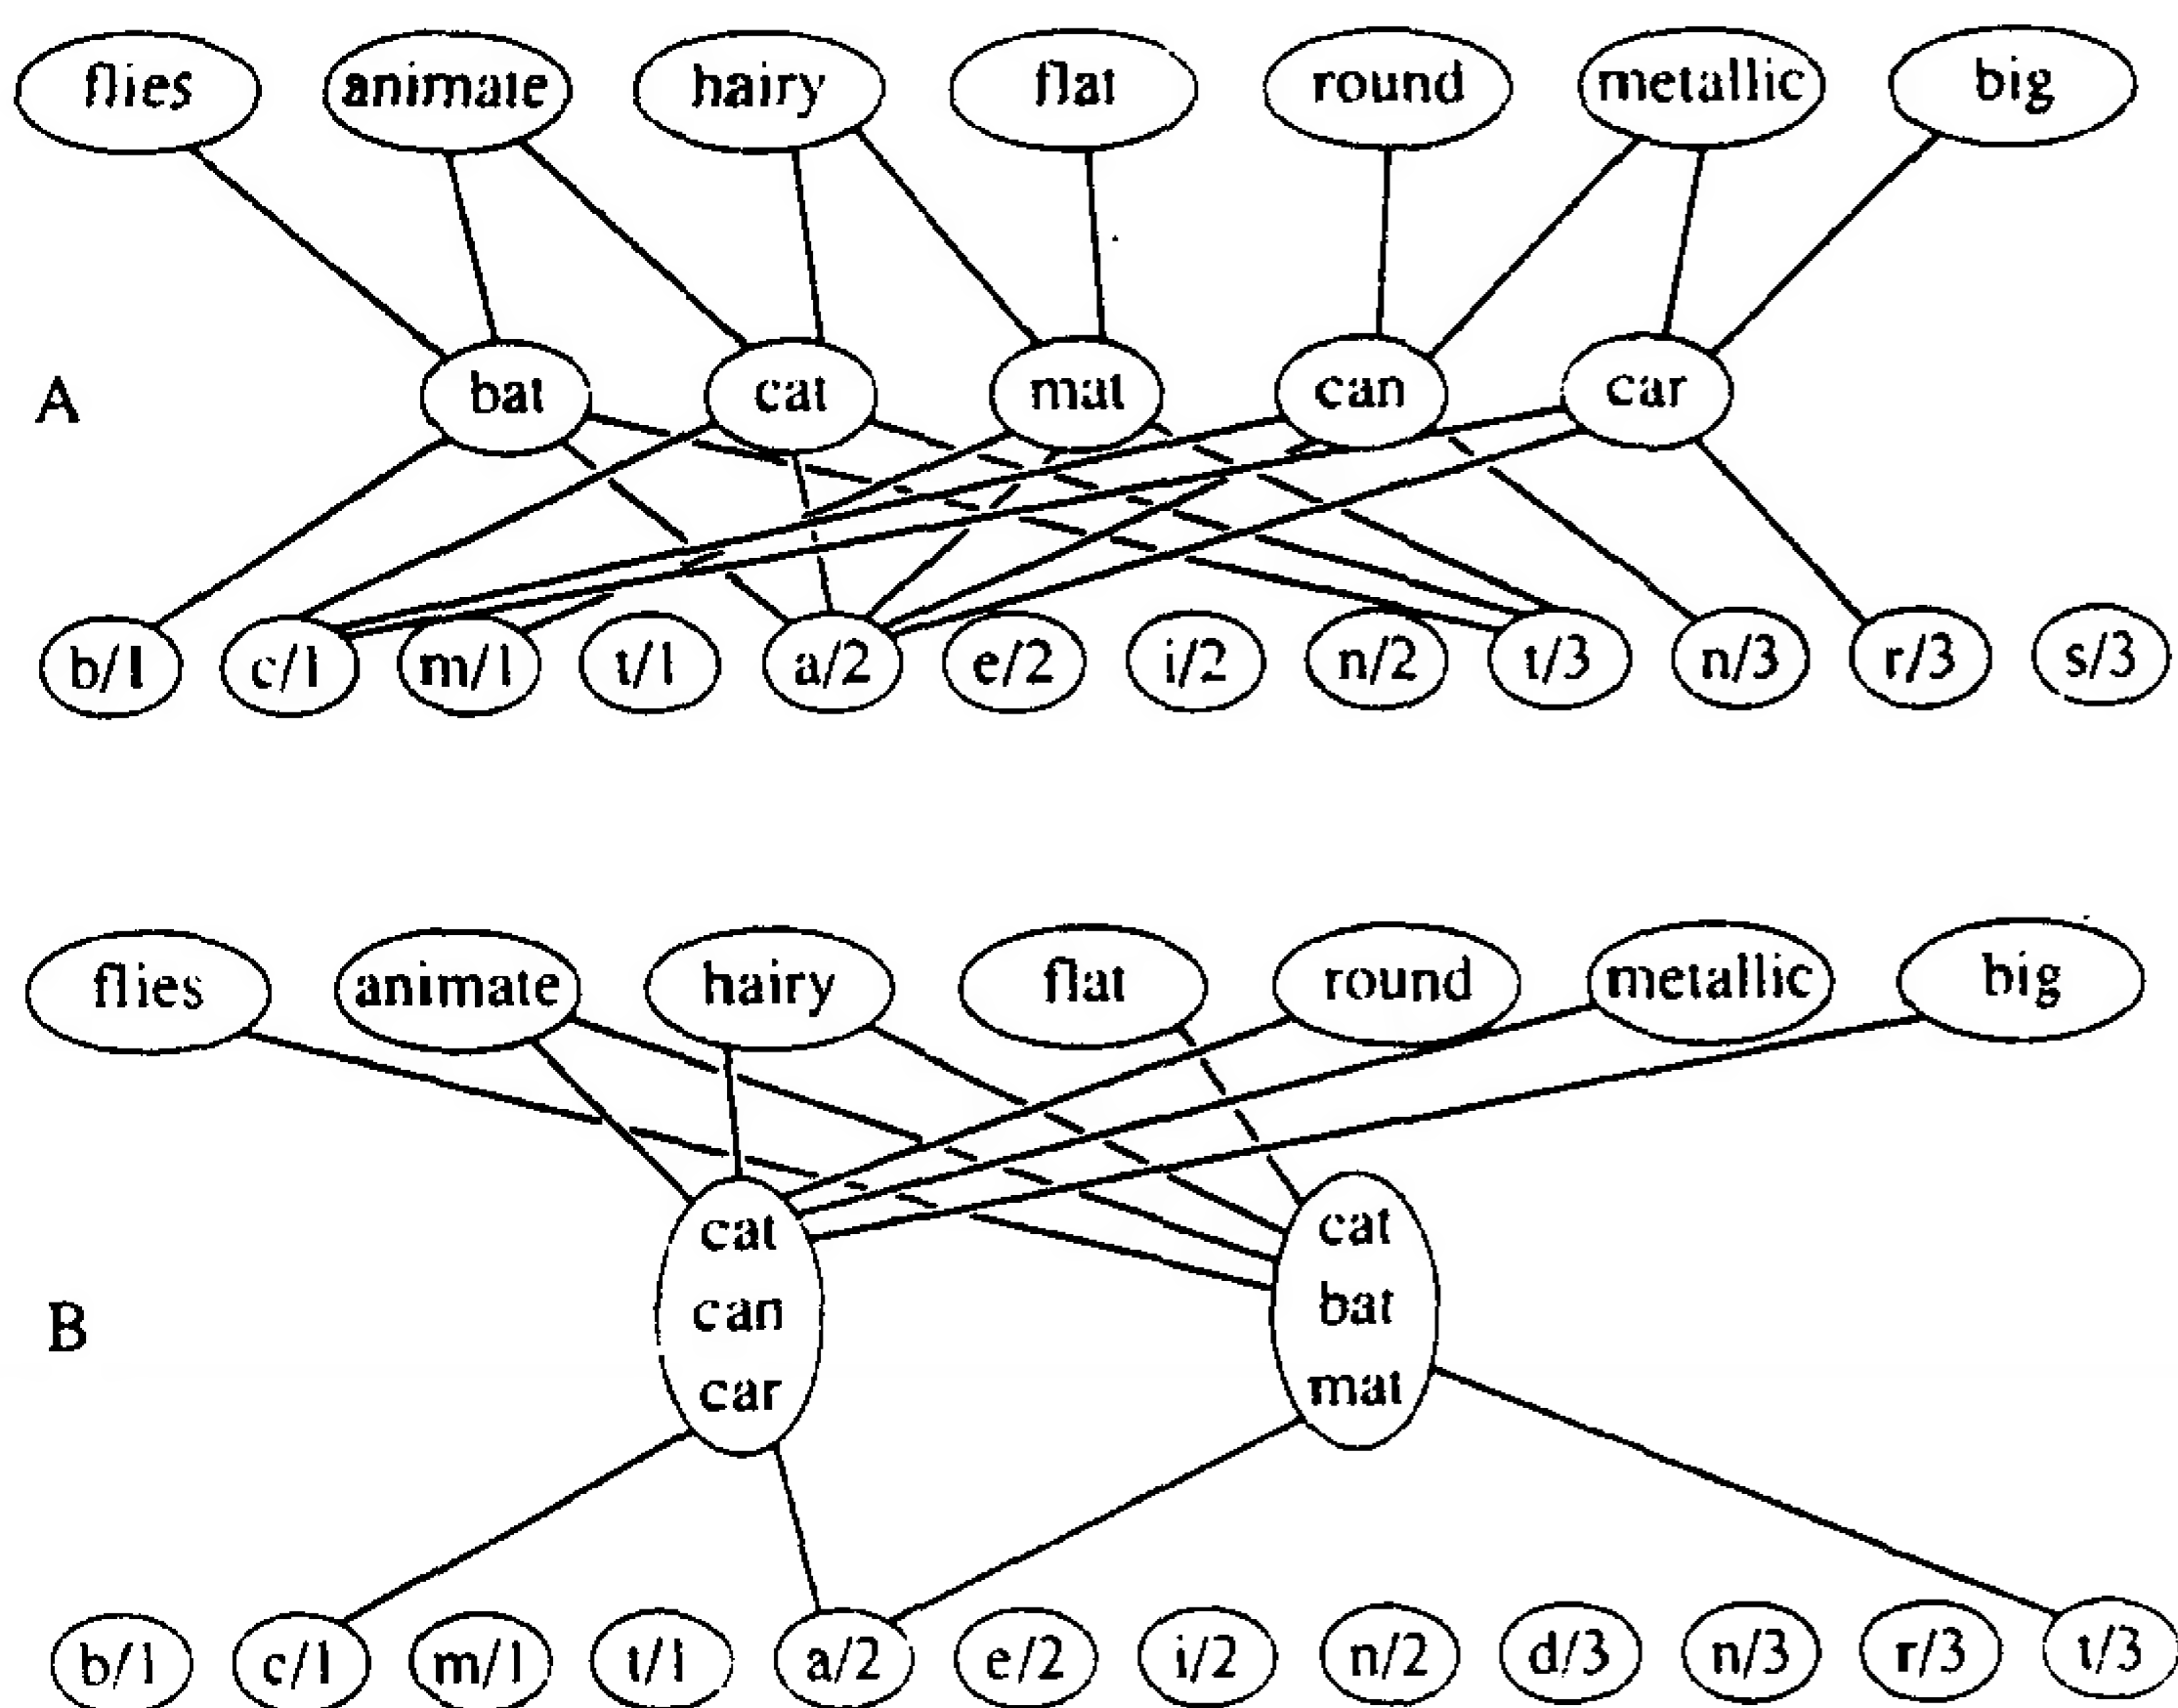 flies animate hairy flat round metallic big
A bat cat mat can car
b/1 c/1 m/1 t/1 a/2 e/2 i/2 n/2 t/3 n/3 r/3 s/3
flies animate hairy flat round metallic big
cat cat
B can bat
car mat
b/1 c/1 m/1 t/1 a/2 e/2 i/2 n/2 d/3 n/3 r/3 t/3